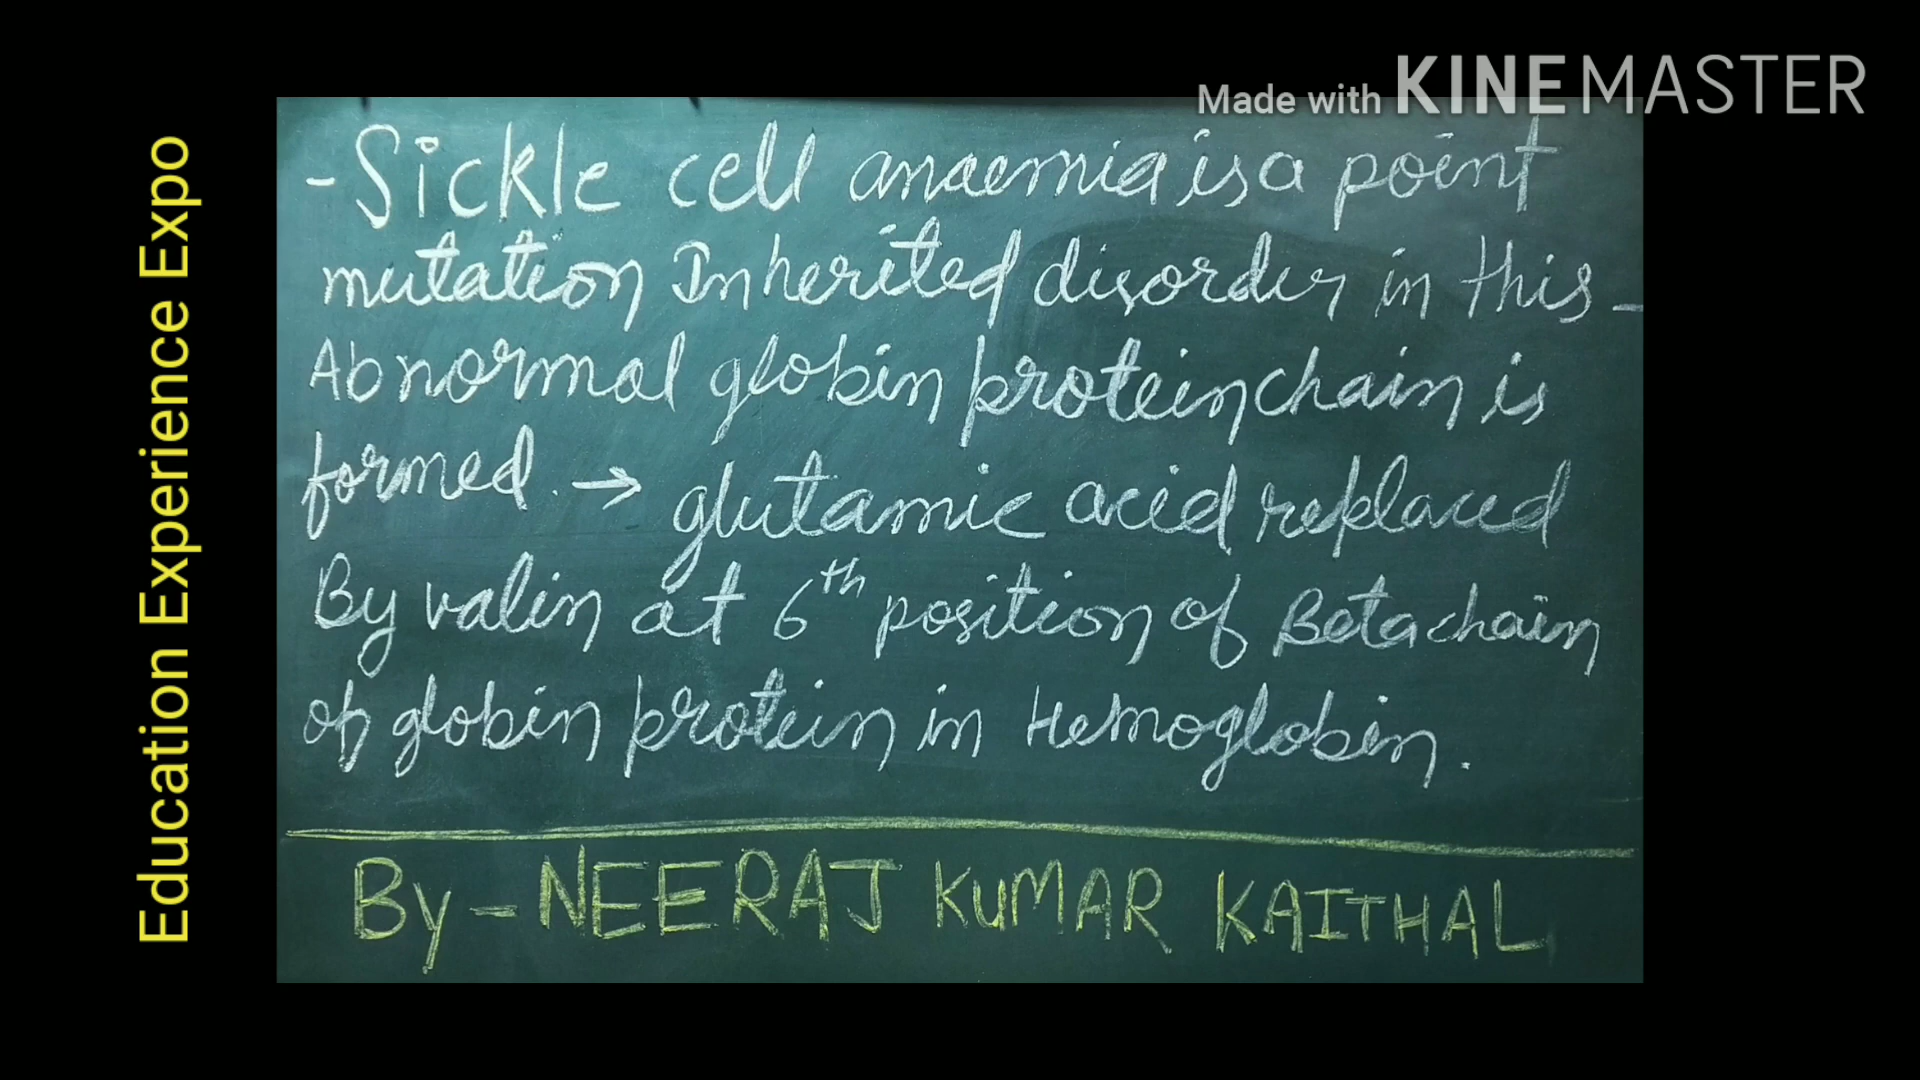 Made with KINEMASTER
Education Experience Expo
- Sickle cell anaemia is a point
mutation Inherited disorder in this -
Abnormal globin protein chain is
formed. → glutamic acid replaced
By valin at 6th position of Beta chain
of globin protein in Hemoglobin.
By - NEERAJ KUMAR KAITHAL